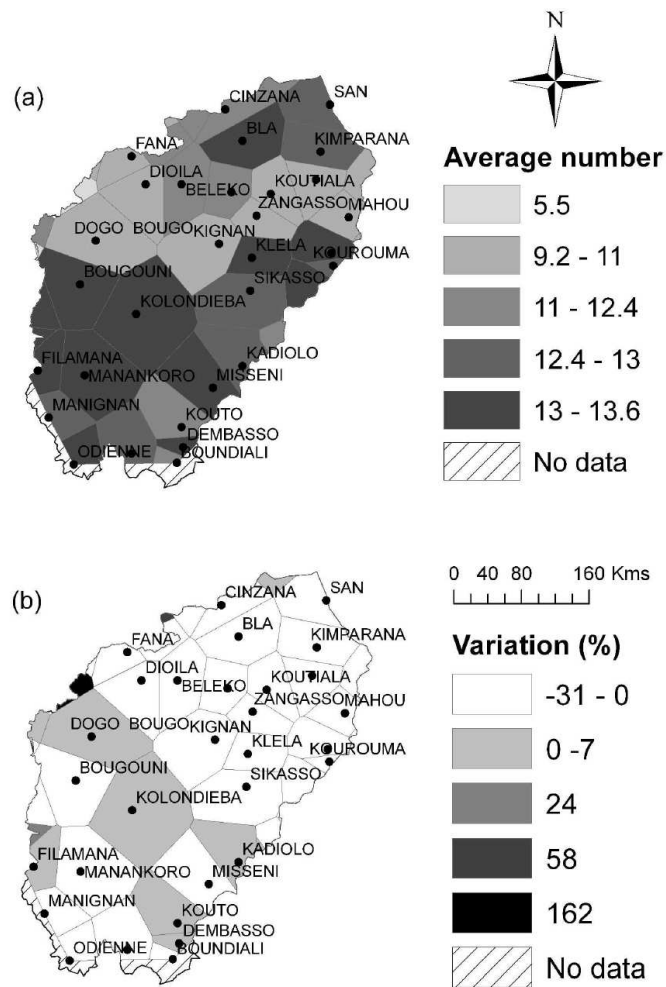 N
(a)
CINZANA
SAN
BLA
KIMPARANA
FANA
DIOILA
BELEKO
KOUTIALA
ZANGASSO
MAHOU
DOGO
BOUGO
KIGNAN
KLELA
KOUROUMA
BOUGOUNI
SIKASSO
KOLONDIEBA
FILAMANA
KADIOLO
MANANKORO
MISSENI
MANIGNAN
KOUTO
DEMBASSO
ODIENNE
BOUNDIALI
Average number
5.5
9.2 - 11
11 - 12.4
12.4 - 13
13 - 13.6
No data
(b)
CINZANA
SAN
BLA
KIMPARANA
FANA
DIOILA
BELEKO
KOUTIALA
ZANGASSO
MAHOU
DOGO
BOUGO
KIGNAN
KLELA
KOUROUMA
BOUGOUNI
SIKASSO
KOLONDIEBA
FILAMANA
KADIOLO
MANANKORO
MISSENI
MANIGNAN
KOUTO
DEMBASSO
ODIENNE
BOUNDIALI
0 40 80 160 Kms
Variation (%)
-31 - 0
0 -7
24
58
162
No data